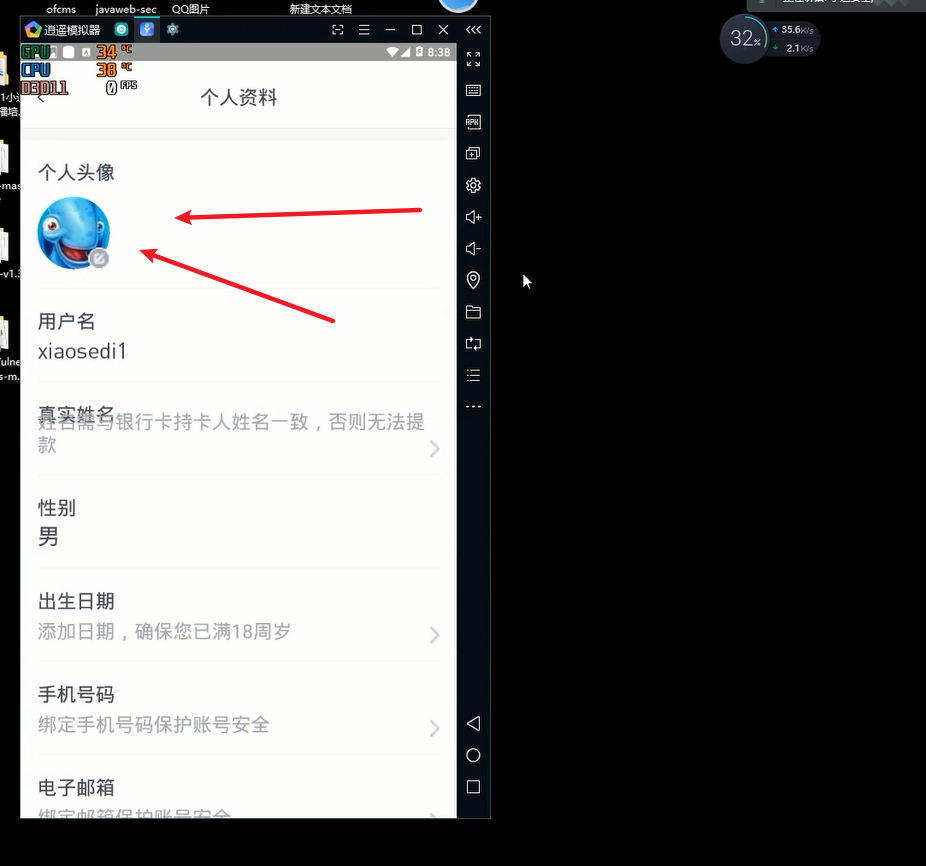 ofcms javaweb-sec QQ图片 新建文本文档
逍遥模拟器
GPU 34 ℃
8:38
CPU 38 ℃
D3D11 0 FPS
个人资料
32%
35.6K/s
2.1K/s
APK
个人头像
用户名
xiaosedi1
真实姓名
姓名需与银行卡持卡人姓名一致，否则无法提
款
性别
男
出生日期
添加日期，确保您已满18周岁
手机号码
绑定手机号码保护账号安全
电子邮箱
绑定邮箱保护账号安全